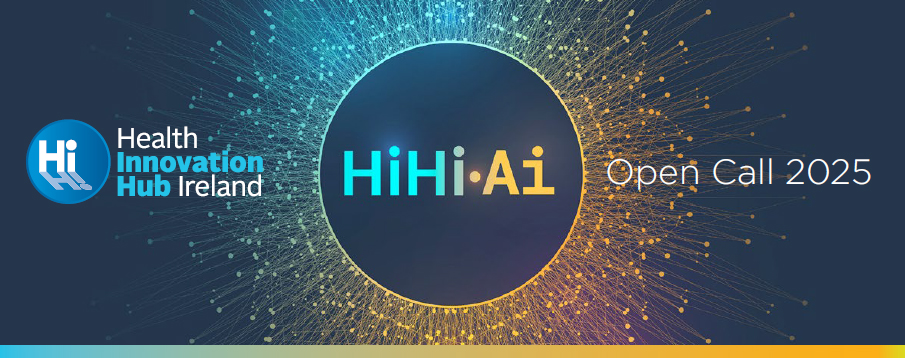 Hi
Health
Innovation
Hub Ireland
HiHi·Ai
Open Call 2025